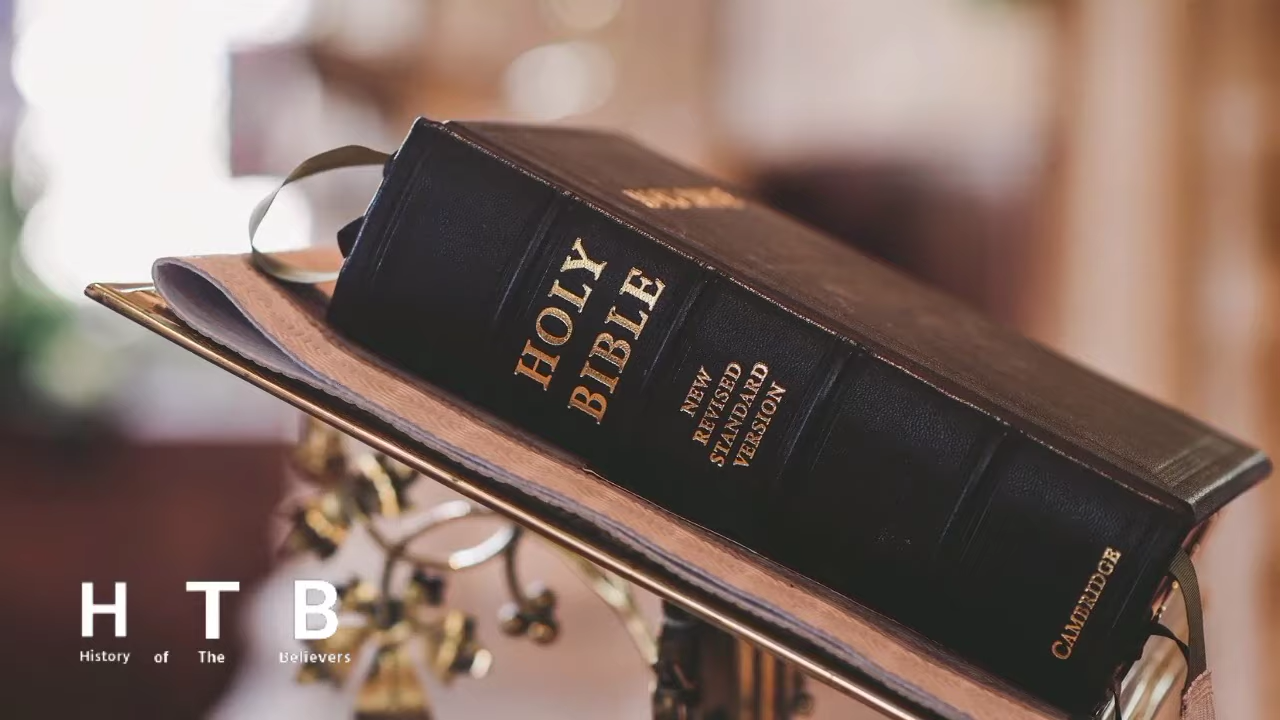 HOLY
BIBLE
NEW
REVISED
STANDARD
VERSION
CAMBRIDGE
H T B
History of The Believers